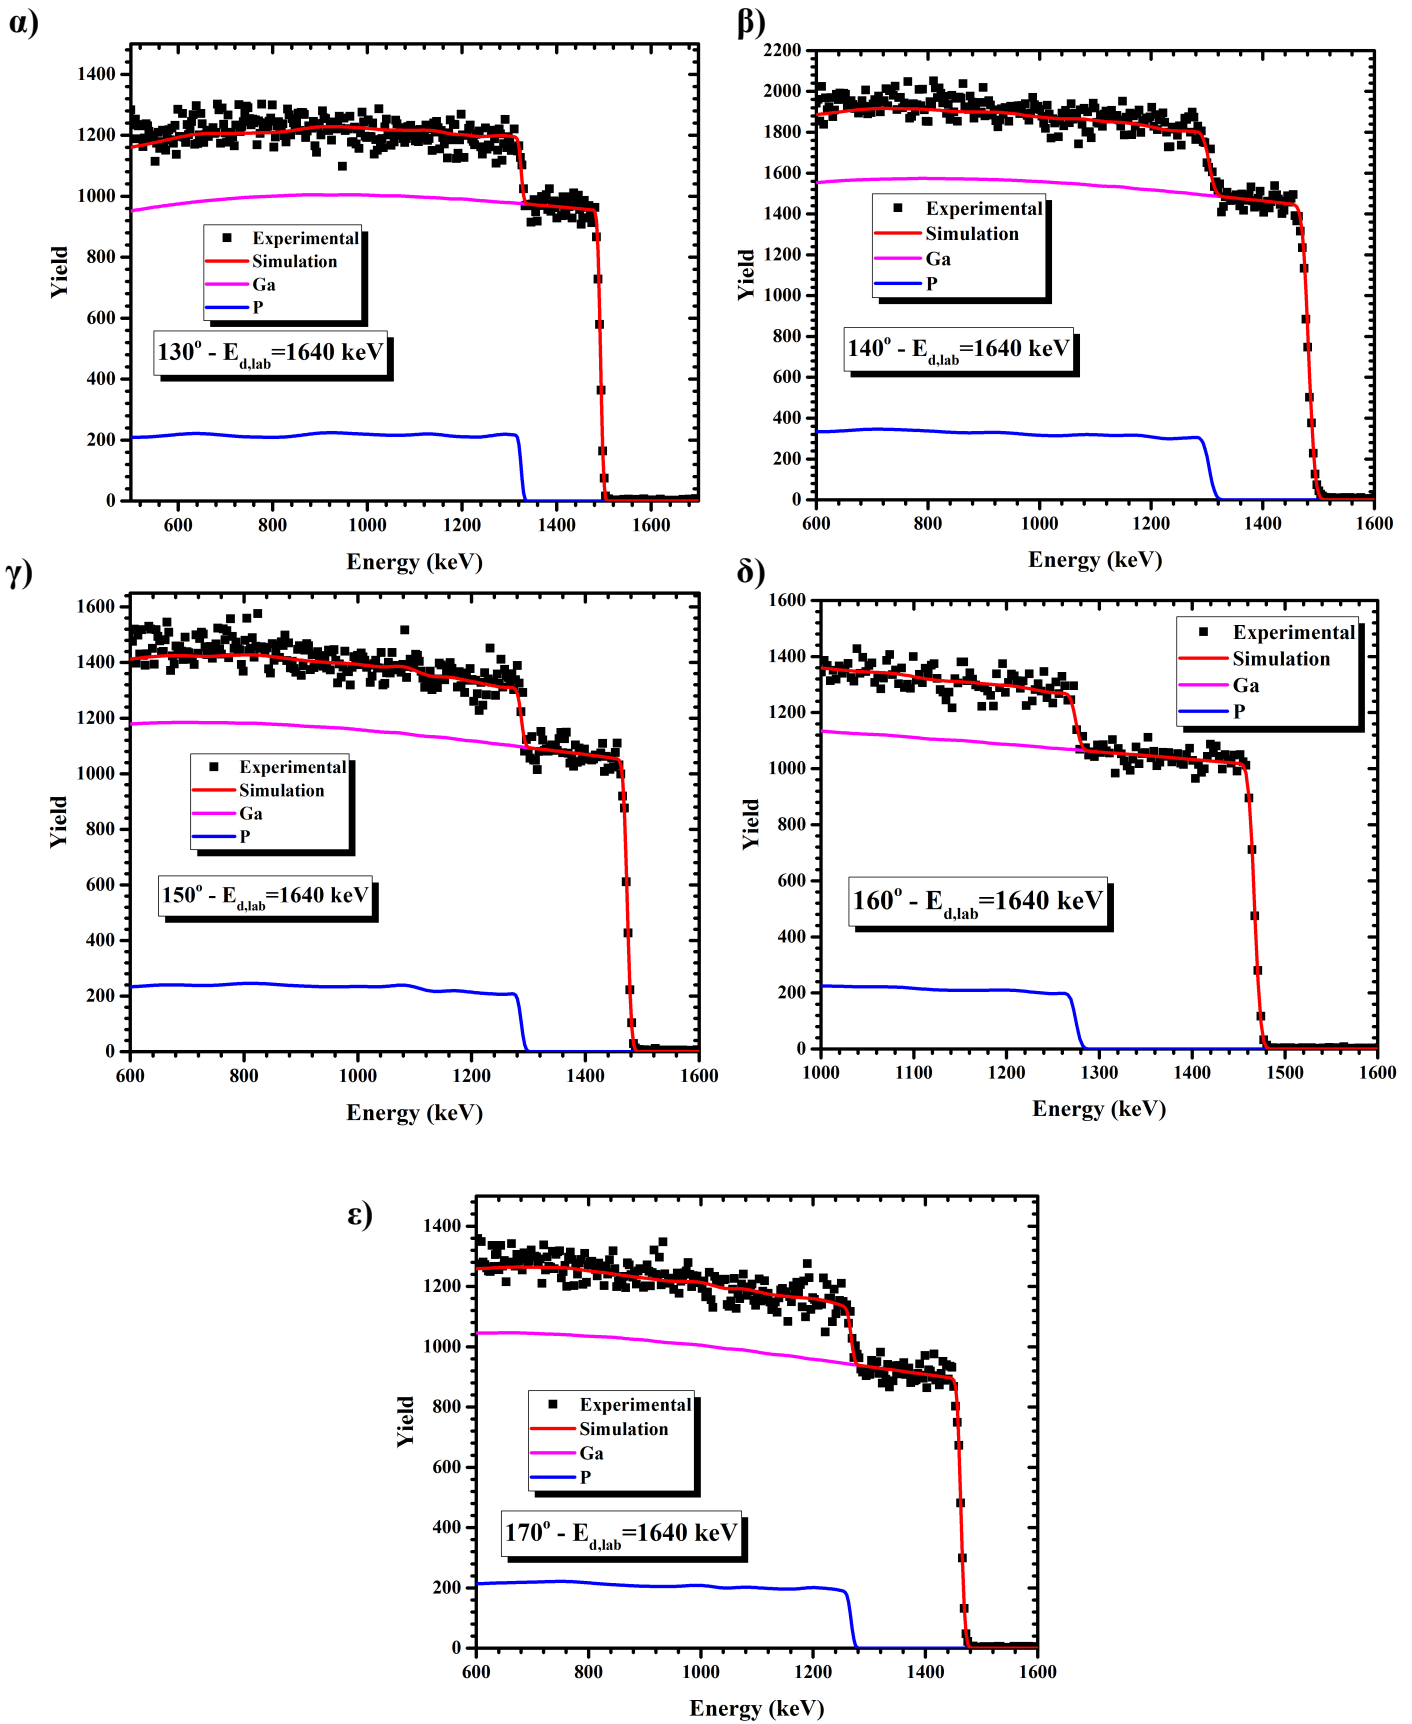 α)
1400
1200
1000
800
600
400
200
0
Yield
Experimental
Simulation
Ga
P
130° - E_d,lab=1640 keV
600 800 1000 1200 1400 1600
Energy (keV)
β)
2200
2000
1800
1600
1400
1200
1000
800
600
400
200
0
Yield
Experimental
Simulation
Ga
P
140° - E_d,lab=1640 keV
600 800 1000 1200 1400 1600
Energy (keV)
γ)
1600
1400
1200
1000
800
600
400
200
0
Yield
Experimental
Simulation
Ga
P
150° - E_d,lab=1640 keV
600 800 1000 1200 1400 1600
Energy (keV)
δ)
1600
1400
1200
1000
800
600
400
200
0
Yield
Experimental
Simulation
Ga
P
160° - E_d,lab=1640 keV
1000 1100 1200 1300 1400 1500 1600
Energy (keV)
ε)
1400
1200
1000
800
600
400
200
0
Yield
Experimental
Simulation
Ga
P
170° - E_d,lab=1640 keV
600 800 1000 1200 1400 1600
Energy (keV)